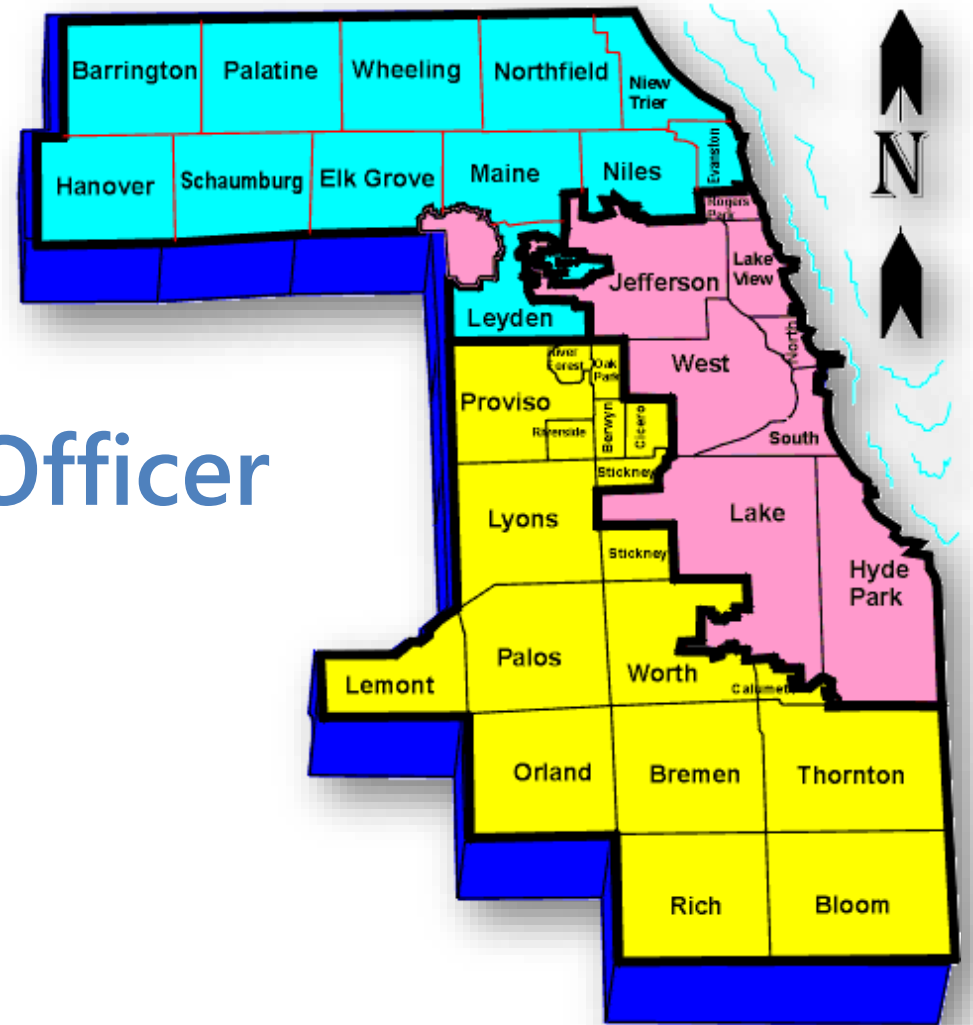 Barrington
Palatine
Wheeling
Northfield
Niew
Trier
N
Hanover
Schaumburg
Elk Grove
Maine
Niles
Evanston
Rogers
Park
Jefferson
Lake
View
Leyden
West
North
River
Forest
Oak
Park
Proviso
Riverside
Berwyn
Cicero
South
Officer
Stickney
Lyons
Lake
Stickney
Hyde
Park
Palos
Worth
Lemont
Calumet
Orland
Bremen
Thornton
Rich
Bloom